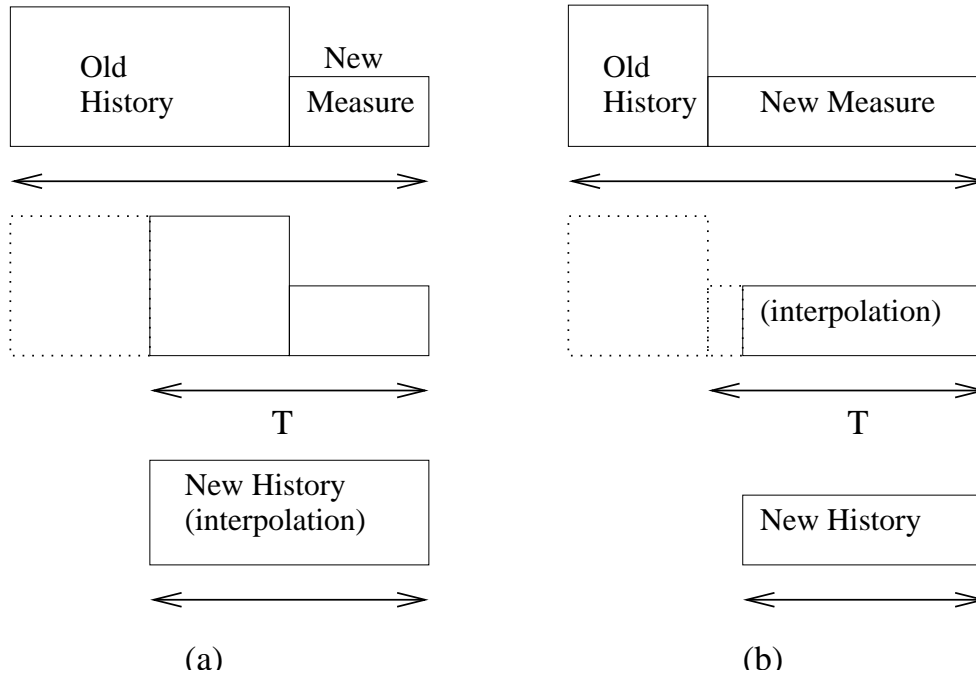 Old
History
New
Measure
T
New History
(interpolation)
(a)
Old
History
New Measure
(interpolation)
T
New History
(b)